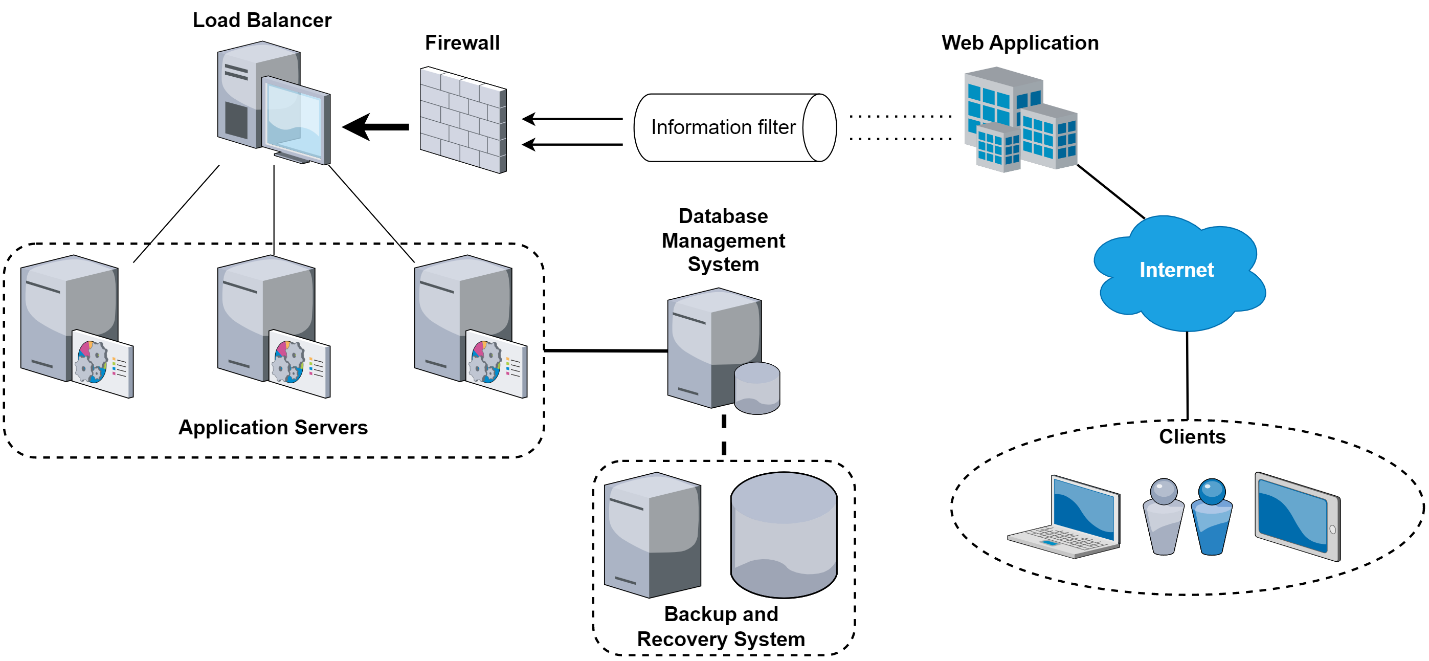 Load Balancer
Firewall
Web Application
Information filter
Database
Management
System
Internet
Application Servers
Clients
Backup and
Recovery System